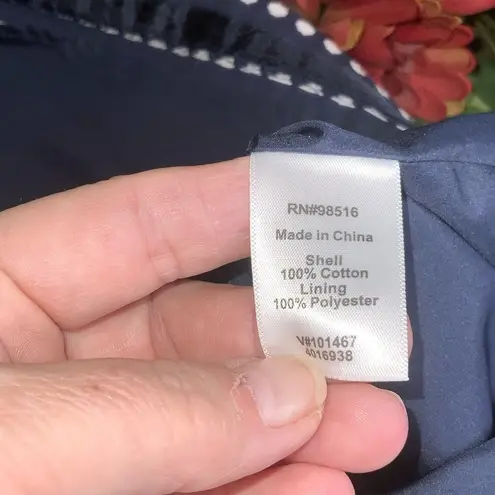 RN#98516
Made in China
Shell
100% Cotton
Lining
100% Polyester
V#101467
4016938